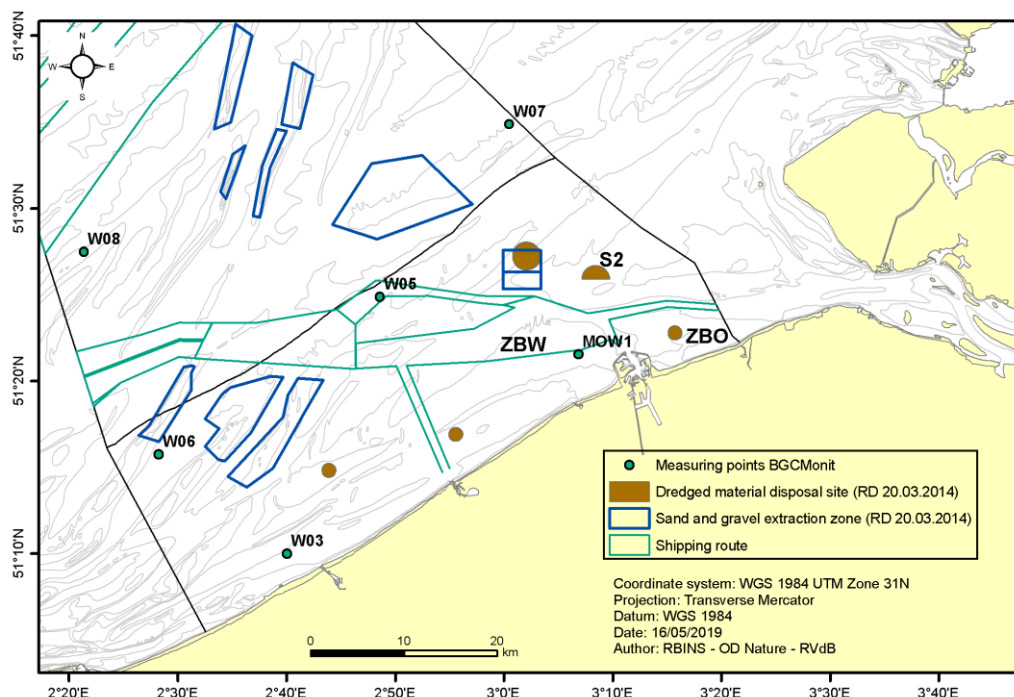 51°40'N
51°30'N
51°20'N
51°10'N
N
W E
S
W07
W08
S2
W05
ZBW
MOW1
ZBO
W06
W03
Measuring points BGCMonit
Dredged material disposal site (RD 20.03.2014)
Sand and gravel extraction zone (RD 20.03.2014)
Shipping route
Coordinate system: WGS 1984 UTM Zone 31N
Projection: Transverse Mercator
Datum: WGS 1984
Date: 16/05/2019
Author: RBINS - OD Nature - RVdB
0 10 20
km
2°20'E 2°30'E 2°40'E 2°50'E 3°0'E 3°10'E 3°20'E 3°30'E 3°40'E